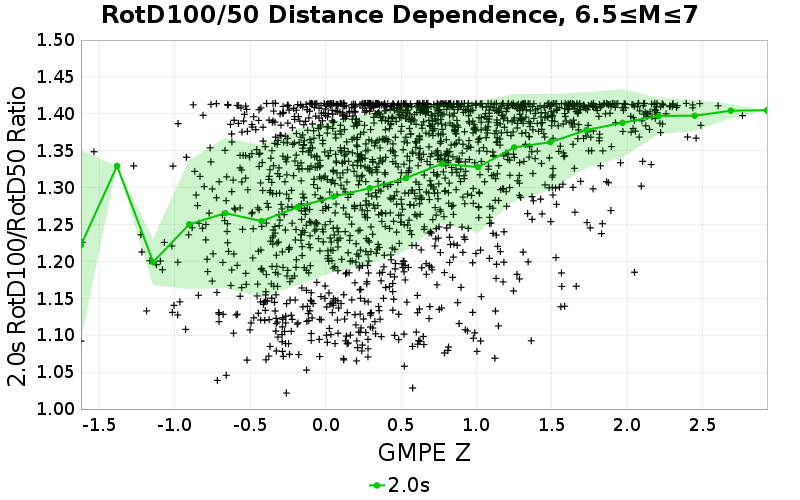 RotD100/50 Distance Dependence, 6.5≤M≤7
2.0s RotD100/RotD50 Ratio
1.50
1.45
1.40
1.35
1.30
1.25
1.20
1.15
1.10
1.05
1.00
-1.5 -1.0 -0.5 0.0 0.5 1.0 1.5 2.0 2.5
GMPE Z
2.0s